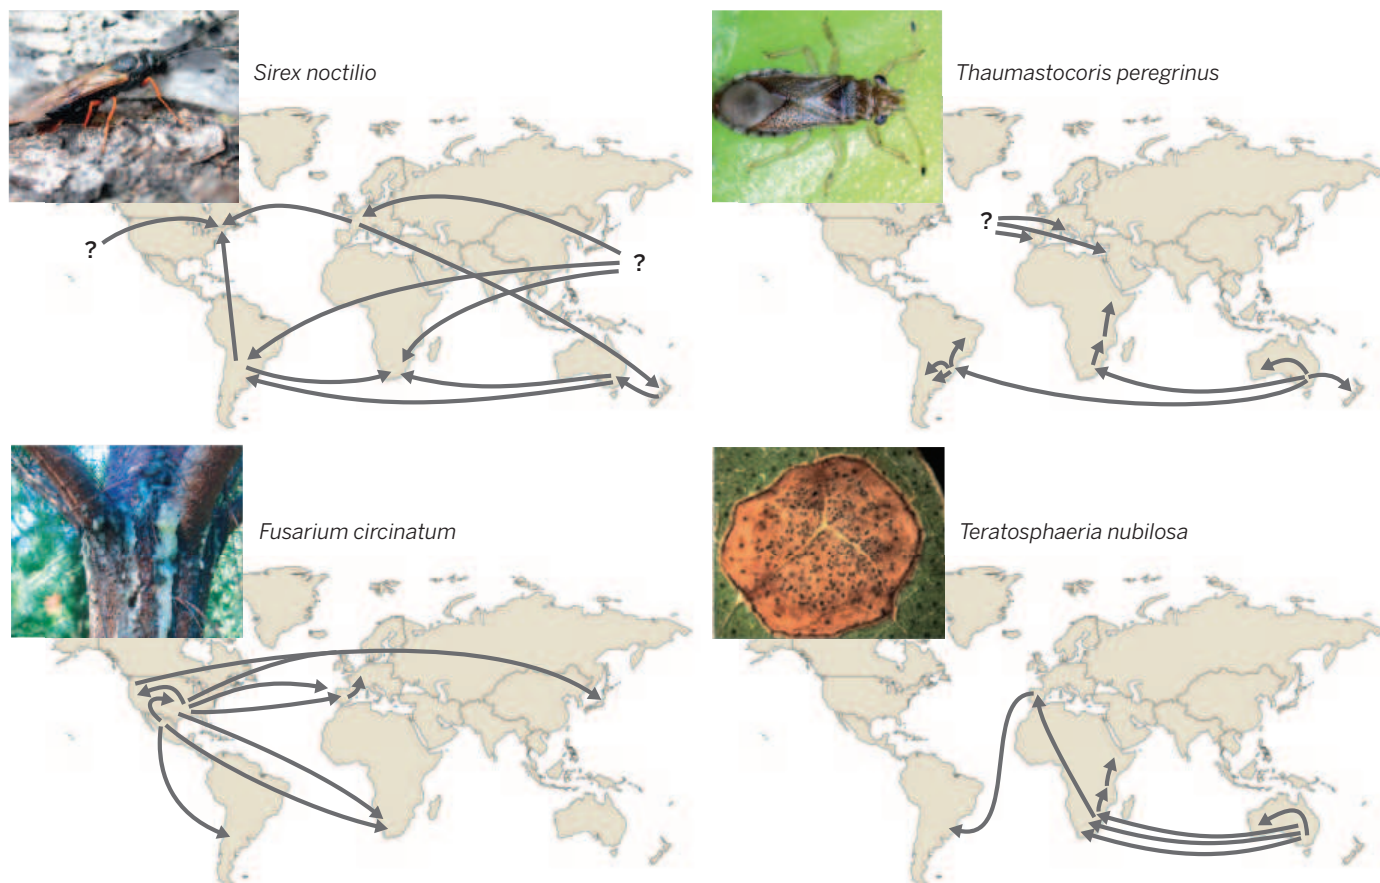 Sirex noctilio
Thaumastocoris peregrinus
?
?
?
Fusarium circinatum
Teratosphaeria nubilosa